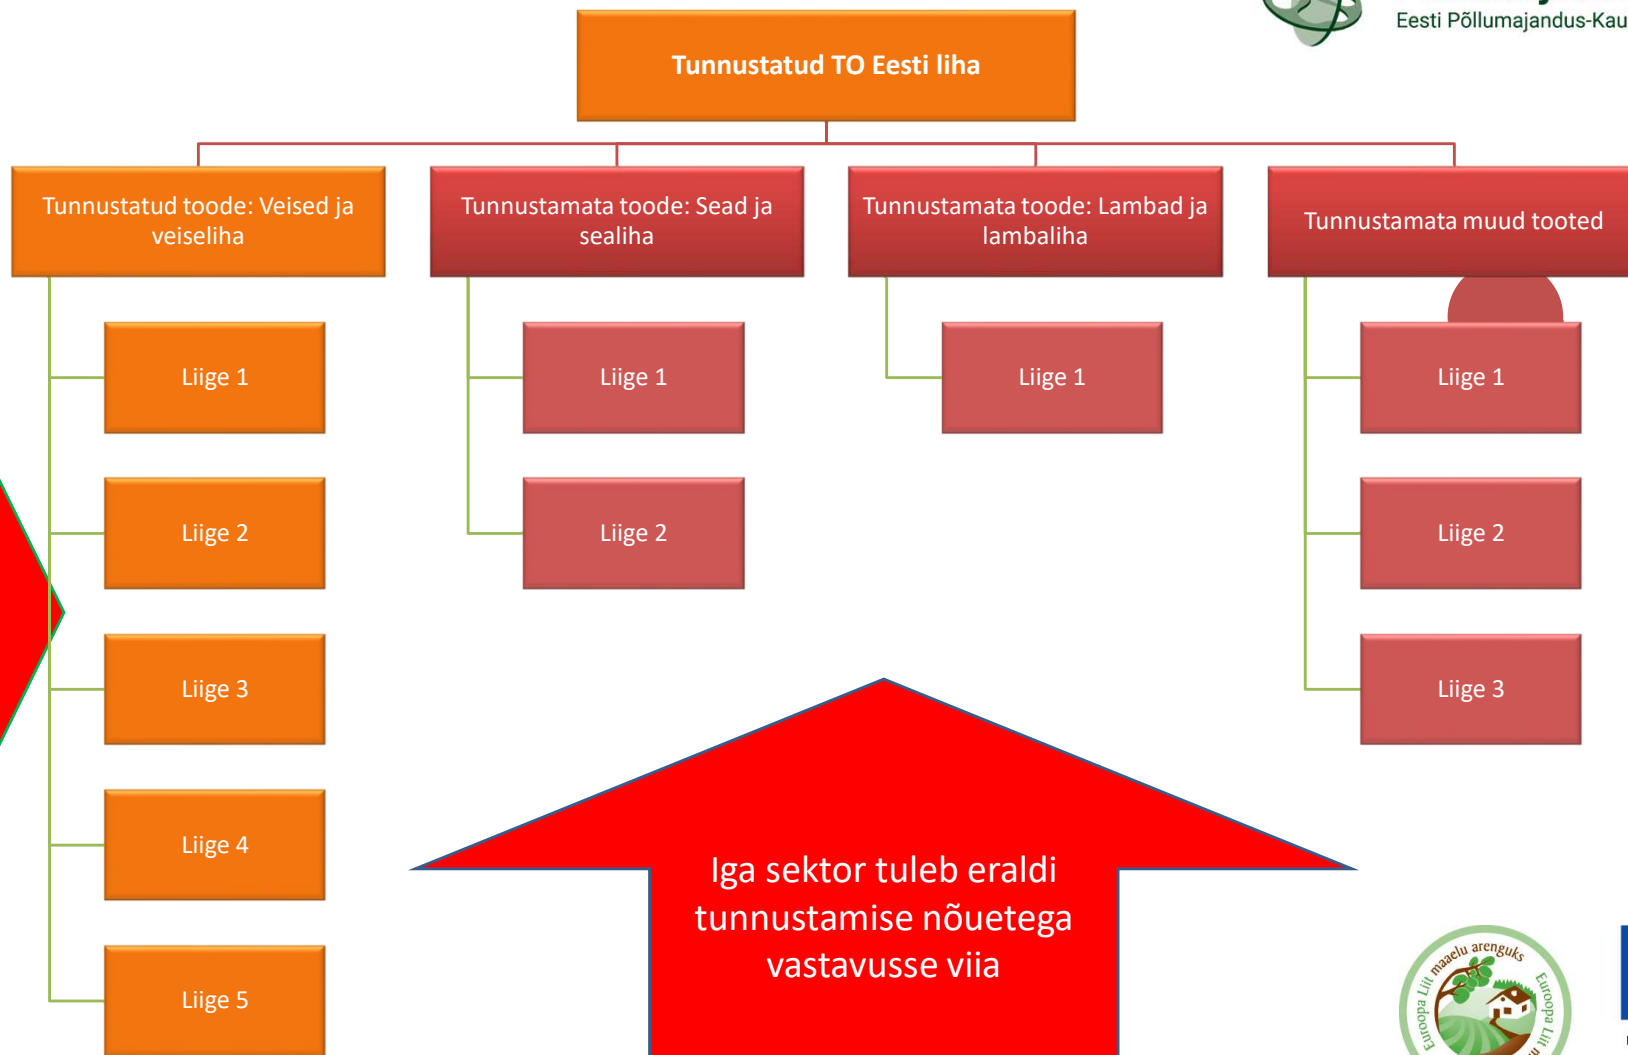 Eesti Põllumajandus-Kau
Tunnustatud TO Eesti liha
Tunnustatud toode: Veised ja
veiseliha
Tunnustamata toode: Sead ja
sealiha
Tunnustamata toode: Lambad ja
lambaliha
Tunnustamata muud tooted
Liige 1
Liige 2
Liige 3
Liige 4
Liige 5
Liige 1
Liige 2
Liige 1
Liige 1
Liige 2
Liige 3
Iga sektor tuleb eraldi
tunnustamise nõuetega
vastavusse viia
Euroopa Liit maaelu arenguks
Euroopa Liit